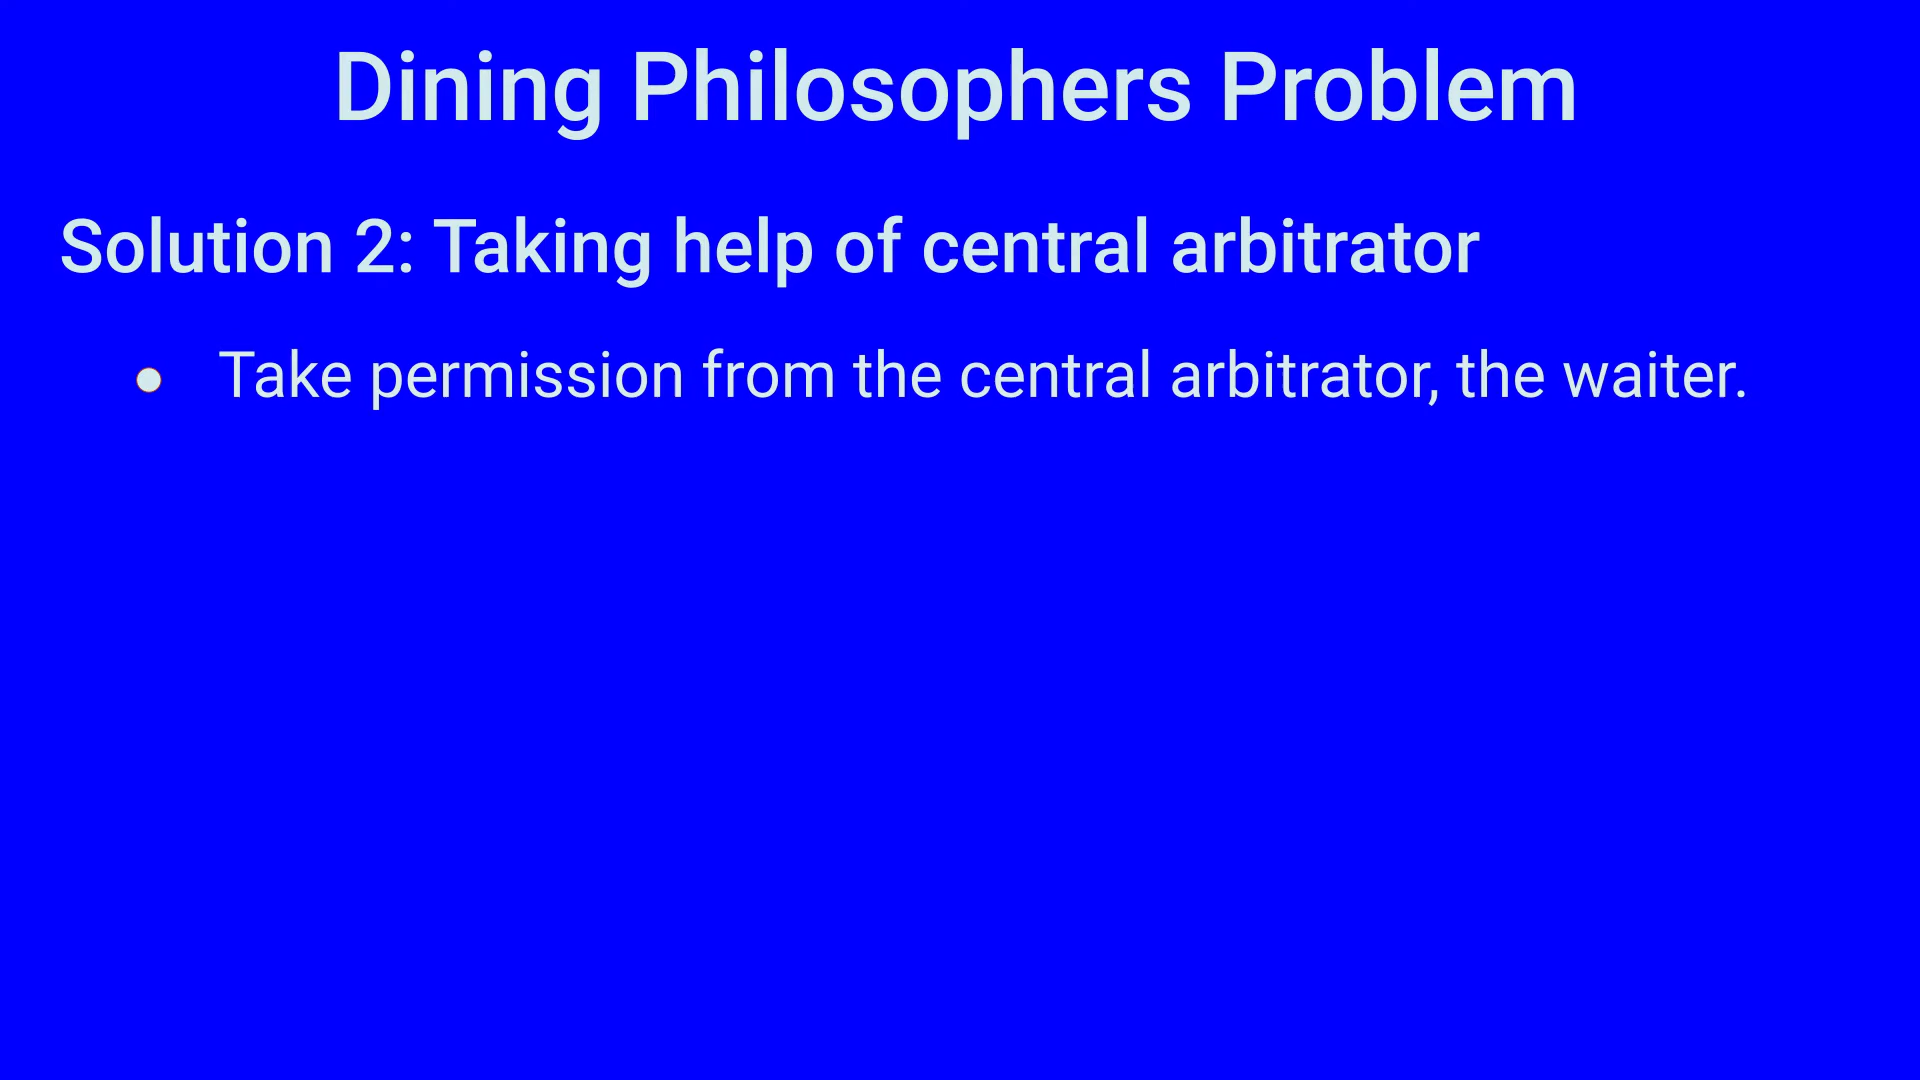 Dining Philosophers Problem
Solution 2: Taking help of central arbitrator
● Take permission from the central arbitrator, the waiter.